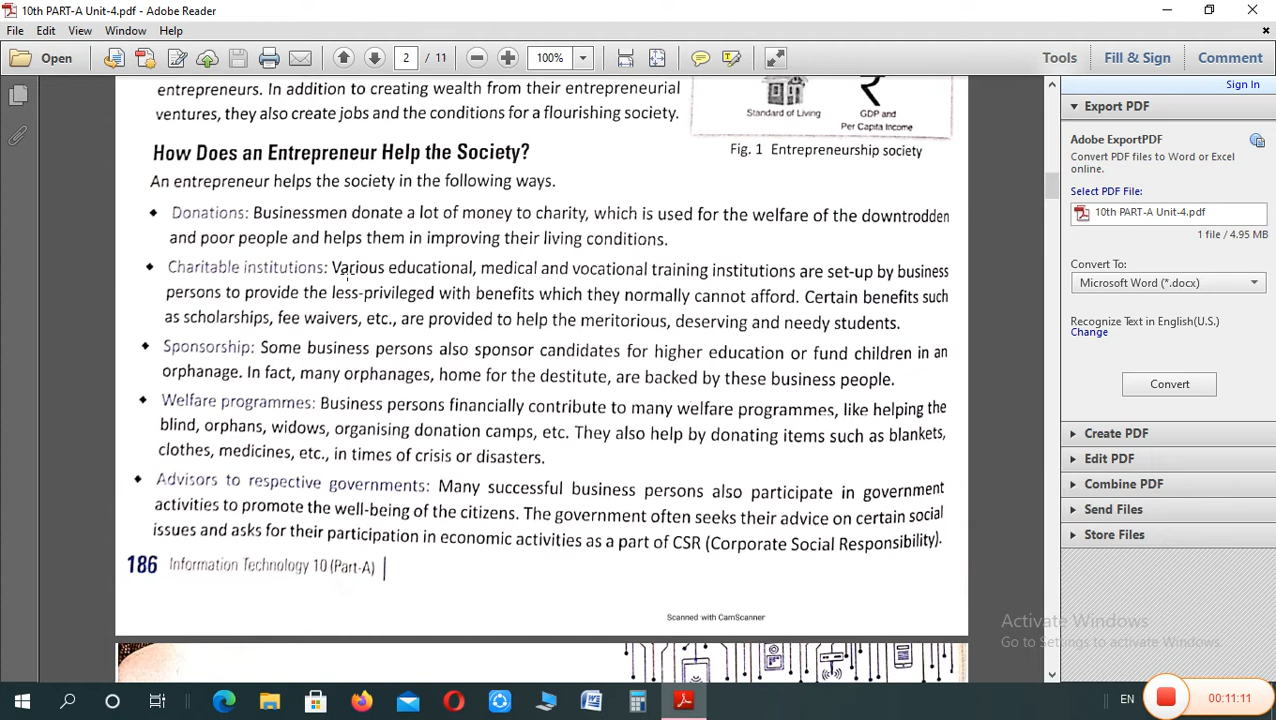 10th PART-A Unit-4.pdf - Adobe Reader
File Edit View Window Help
Open 2 / 11 100% Tools Fill & Sign Comment
Sign In
entrepreneurs. In addition to creating wealth from their entrepreneurial
ventures, they also create jobs and the conditions for a flourishing society.
Standard of Living
GDP and
Per Capita Income
Fig. 1 Entrepreneurship society
How Does an Entrepreneur Help the Society?
An entrepreneur helps the society in the following ways.
Donations: Businessmen donate a lot of money to charity, which is used for the welfare of the downtrodden
and poor people and helps them in improving their living conditions.
Charitable institutions: Various educational, medical and vocational training institutions are set-up by business
persons to provide the less-privileged with benefits which they normally cannot afford. Certain benefits such
as scholarships, fee waivers, etc., are provided to help the meritorious, deserving and needy students.
Sponsorship: Some business persons also sponsor candidates for higher education or fund children in an
orphanage. In fact, many orphanages, home for the destitute, are backed by these business people.
Welfare programmes: Business persons financially contribute to many welfare programmes, like helping the
blind, orphans, widows, organising donation camps, etc. They also help by donating items such as blankets,
clothes, medicines, etc., in times of crisis or disasters.
Advisors to respective governments: Many successful business persons also participate in government
activities to promote the well-being of the citizens. The government often seeks their advice on certain social
issues and asks for their participation in economic activities as a part of CSR (Corporate Social Responsibility).
186 Information Technology 10 (Part-A)
Scanned with CamScanner
Export PDF
Adobe ExportPDF
Convert PDF files to Word or Excel
online.
Select PDF File:
10th PART-A Unit-4.pdf
1 file / 4.95 MB
Convert To:
Microsoft Word (*.docx)
Recognize Text in English(U.S.)
Change
Convert
Create PDF
Edit PDF
Combine PDF
Send Files
Store Files
Activate Windows
Go to Settings to activate Windows.
EN
00:11:11